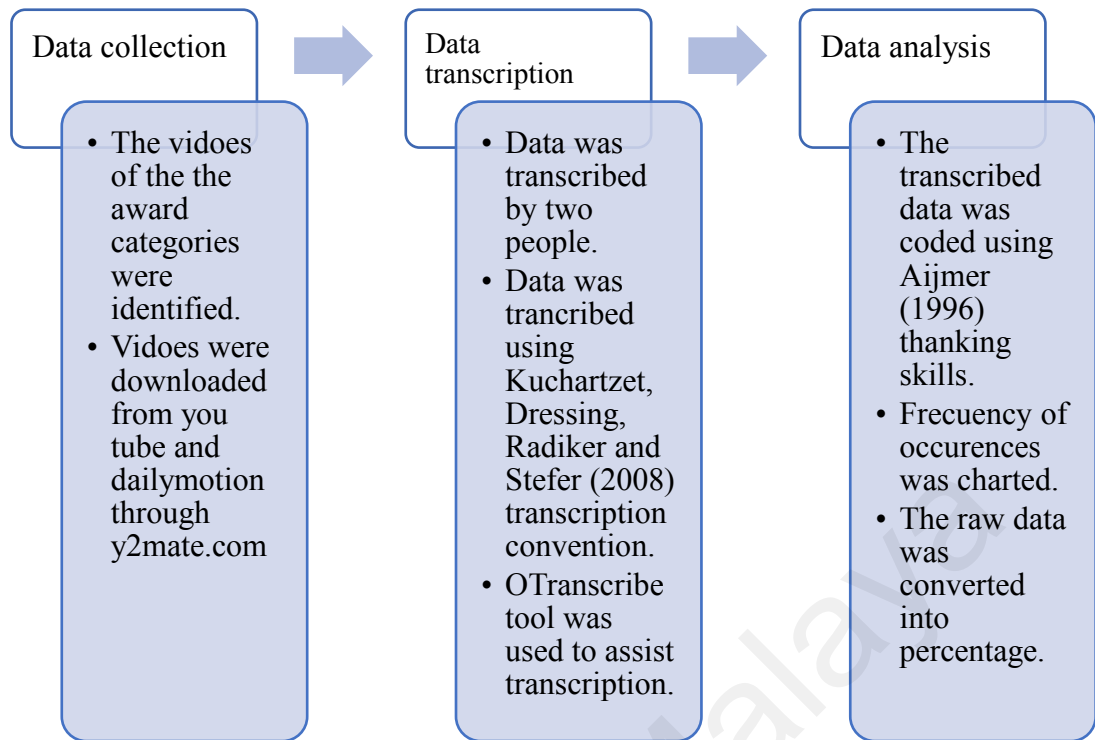 Data collection
• The vidoes
of the the
award
categories
were
identified.
• Vidoes were
downloaded
from you
tube and
dailymotion
through
y2mate.com
Data
transcription
• Data was
transcribed
by two
people.
• Data was
trancribed
using
Kuchartzet,
Dressing,
Radiker and
Stefer (2008)
transcription
convention.
• OTranscribe
tool was
used to assist
transcription.
Data analysis
• The
transcribed
data was
coded using
Aijmer
(1996)
thanking
skills.
• Frecuency of
occurences
was charted.
• The raw data
was
converted
into
percentage.
Malaya